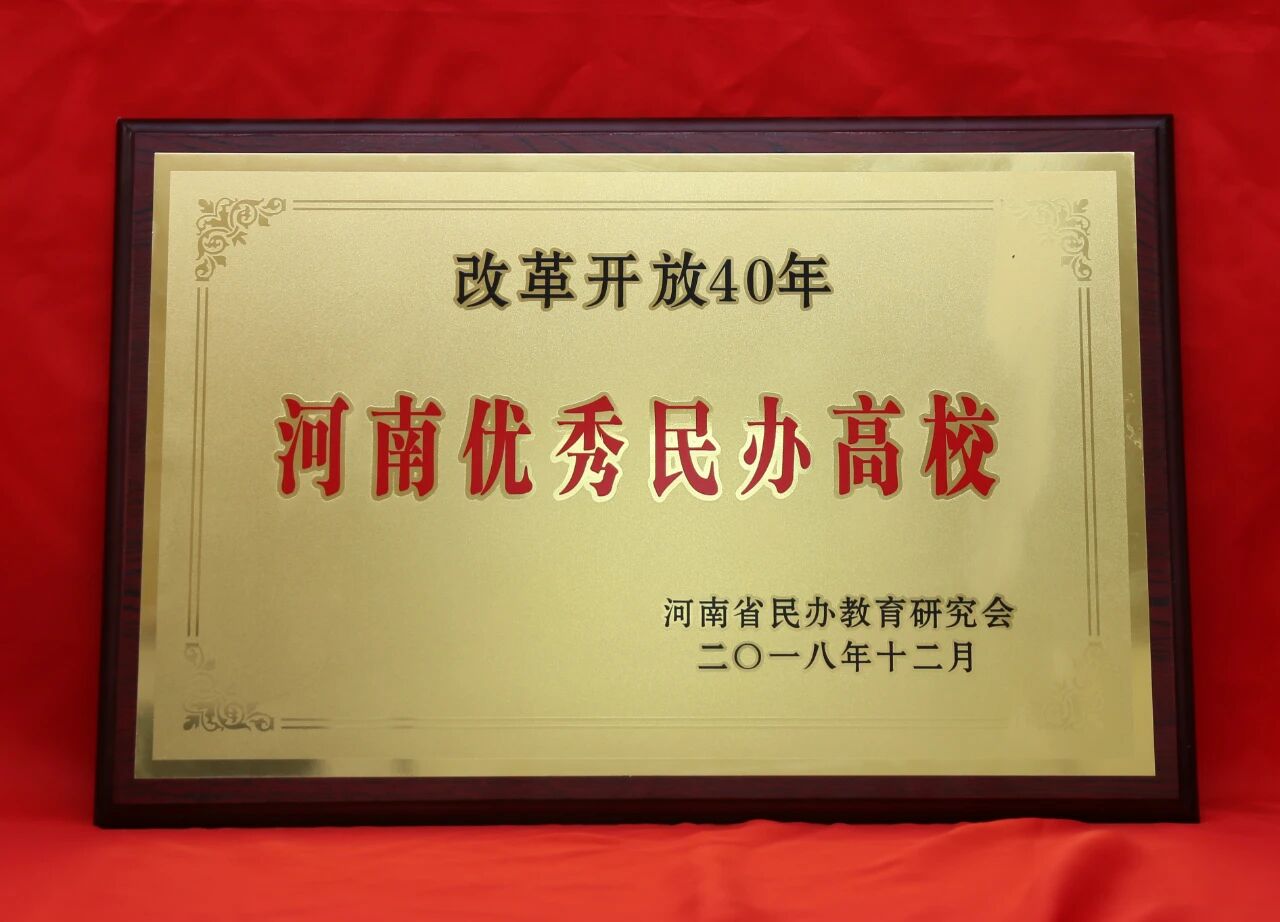 改革开放40年
河南优秀民办高校
河南省民办教育研究会
二〇一八年十二月